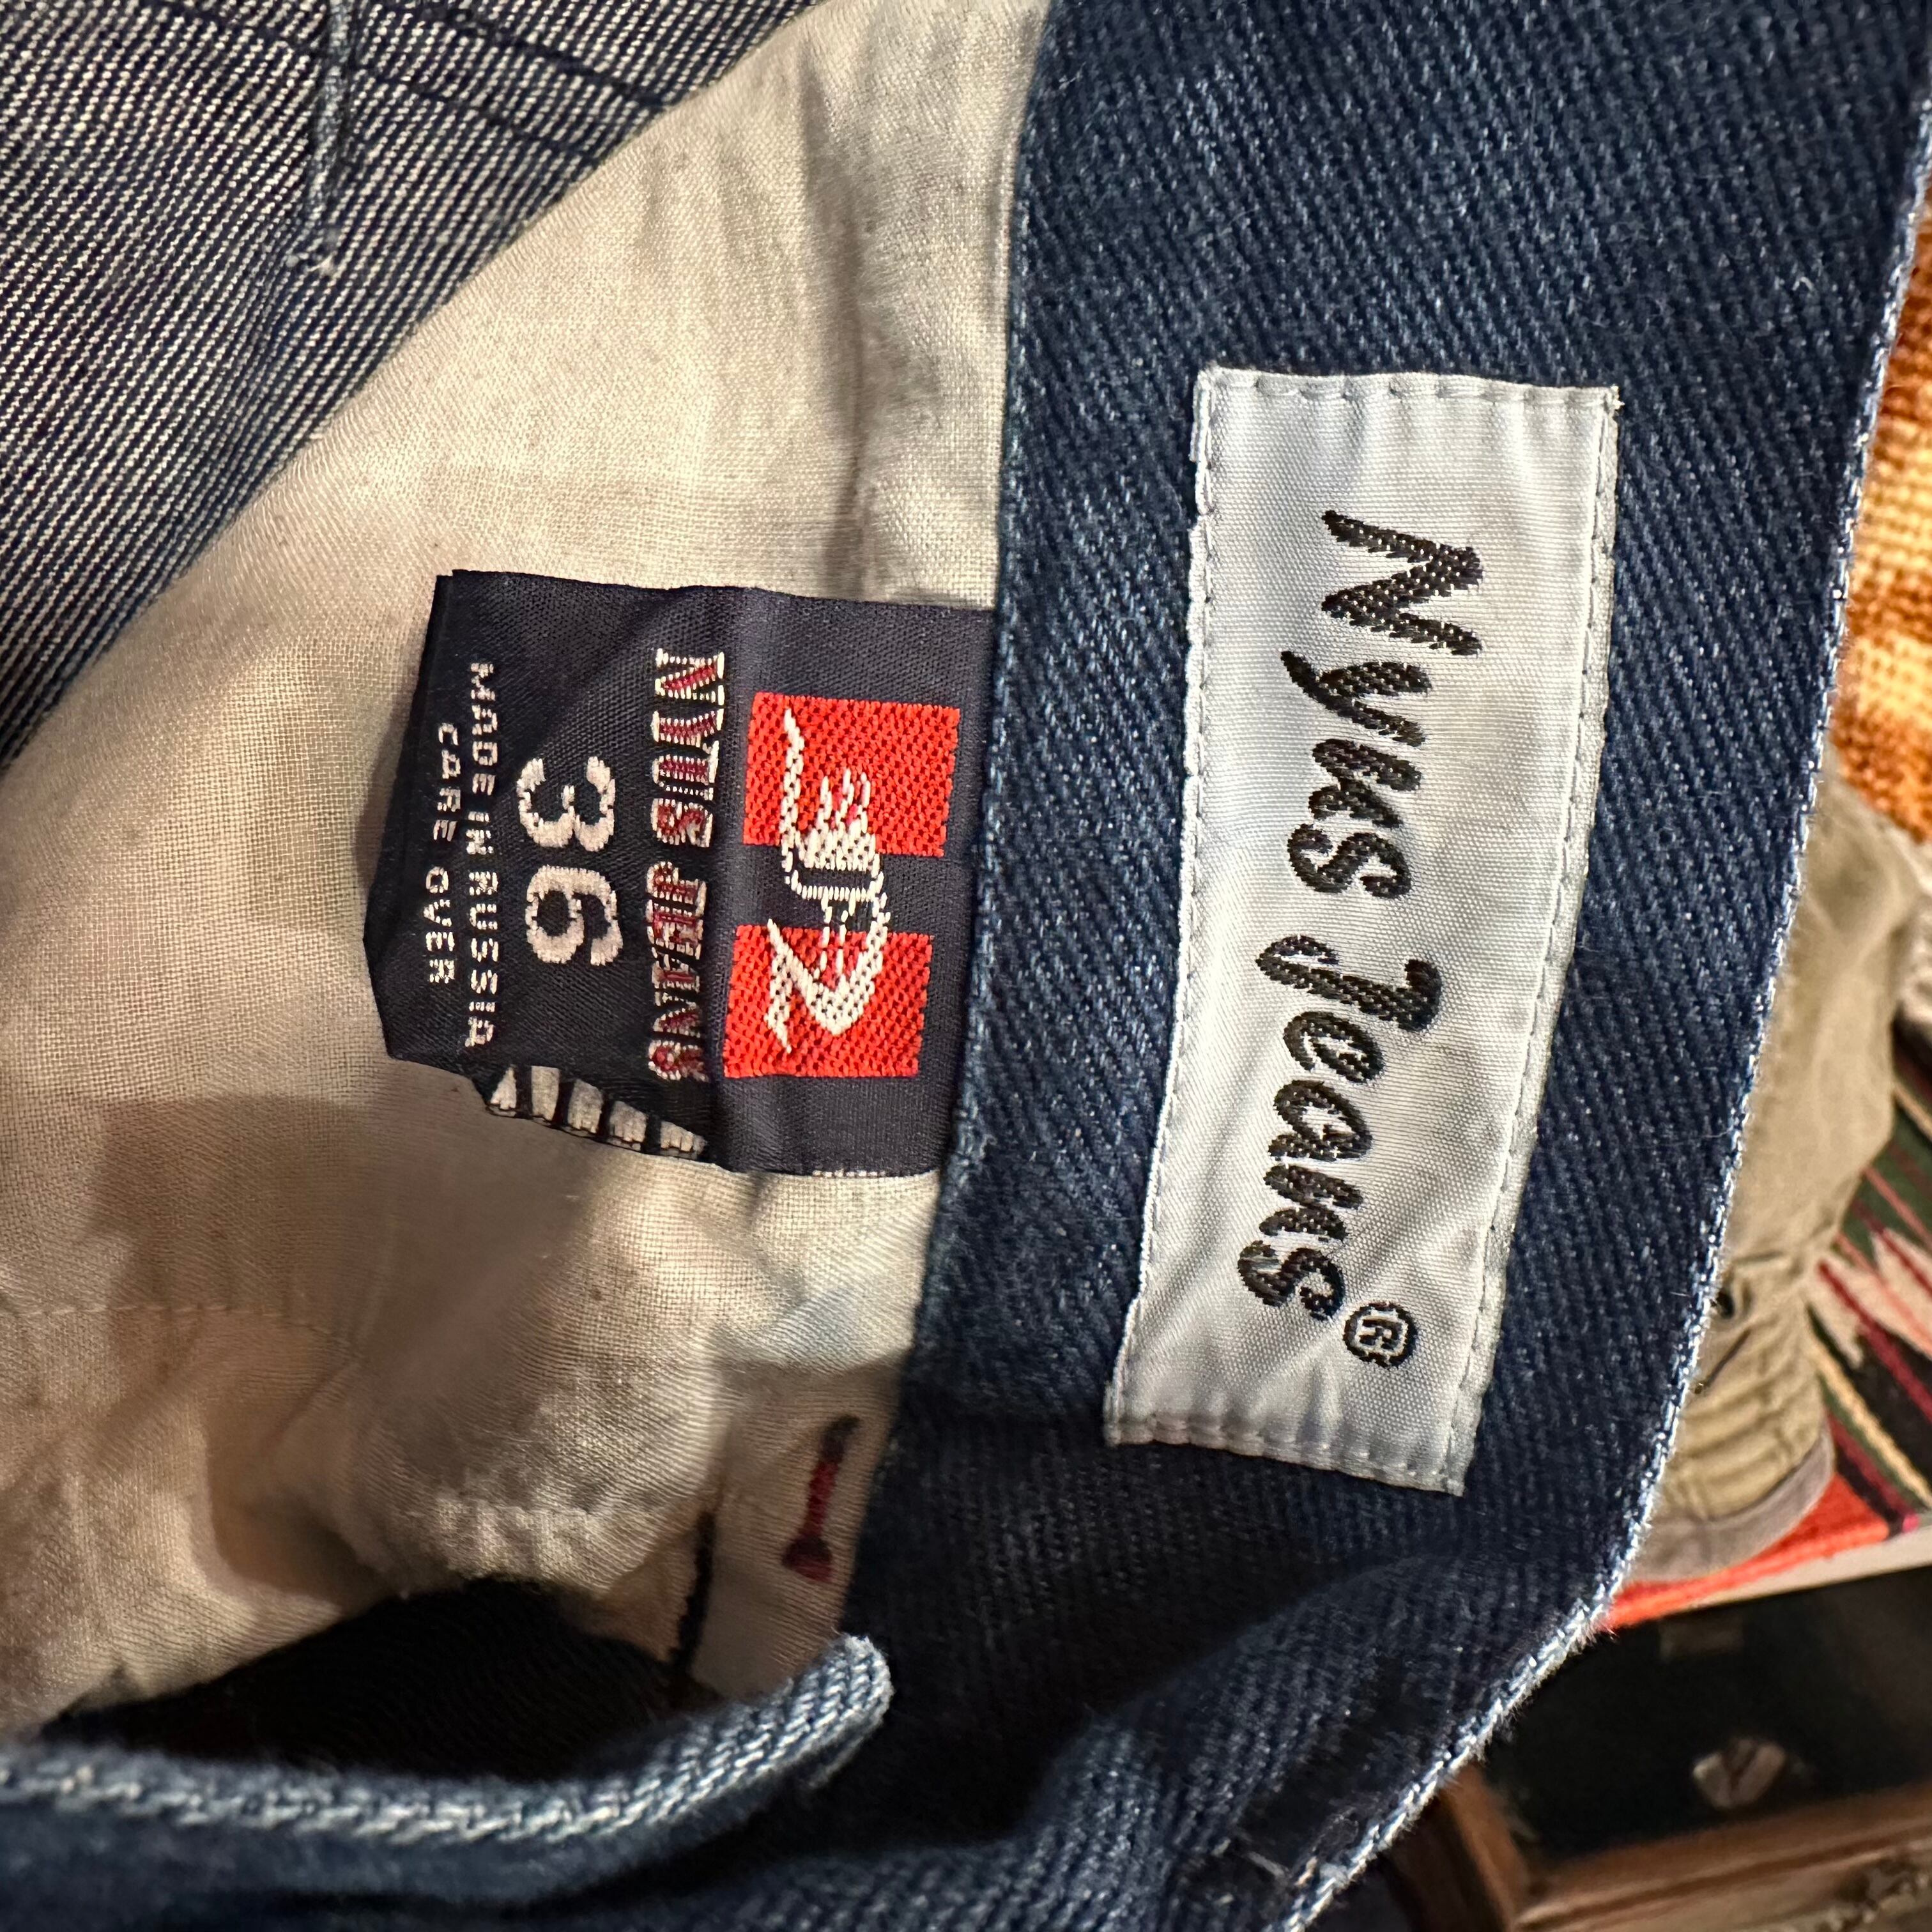 Nyus Jeans®
NYUS JEANS
36
MADE IN RUSSIA
CARE OVER